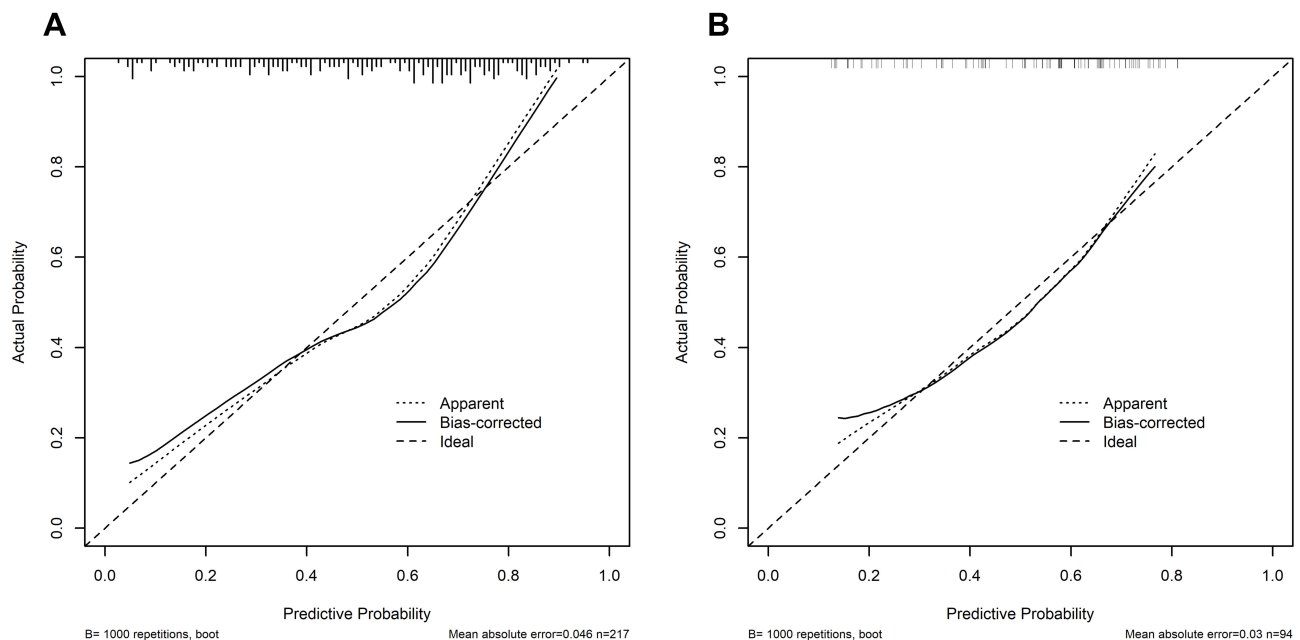 A
1.0
0.8
0.6
0.4
0.2
0.0
Actual Probability
Apparent
Bias-corrected
Ideal
0.0 0.2 0.4 0.6 0.8 1.0
Predictive Probability
B= 1000 repetitions, boot
Mean absolute error=0.046 n=217
B
1.0
0.8
0.6
0.4
0.2
0.0
Actual Probability
Apparent
Bias-corrected
Ideal
0.0 0.2 0.4 0.6 0.8 1.0
Predictive Probability
B= 1000 repetitions, boot
Mean absolute error=0.03 n=94